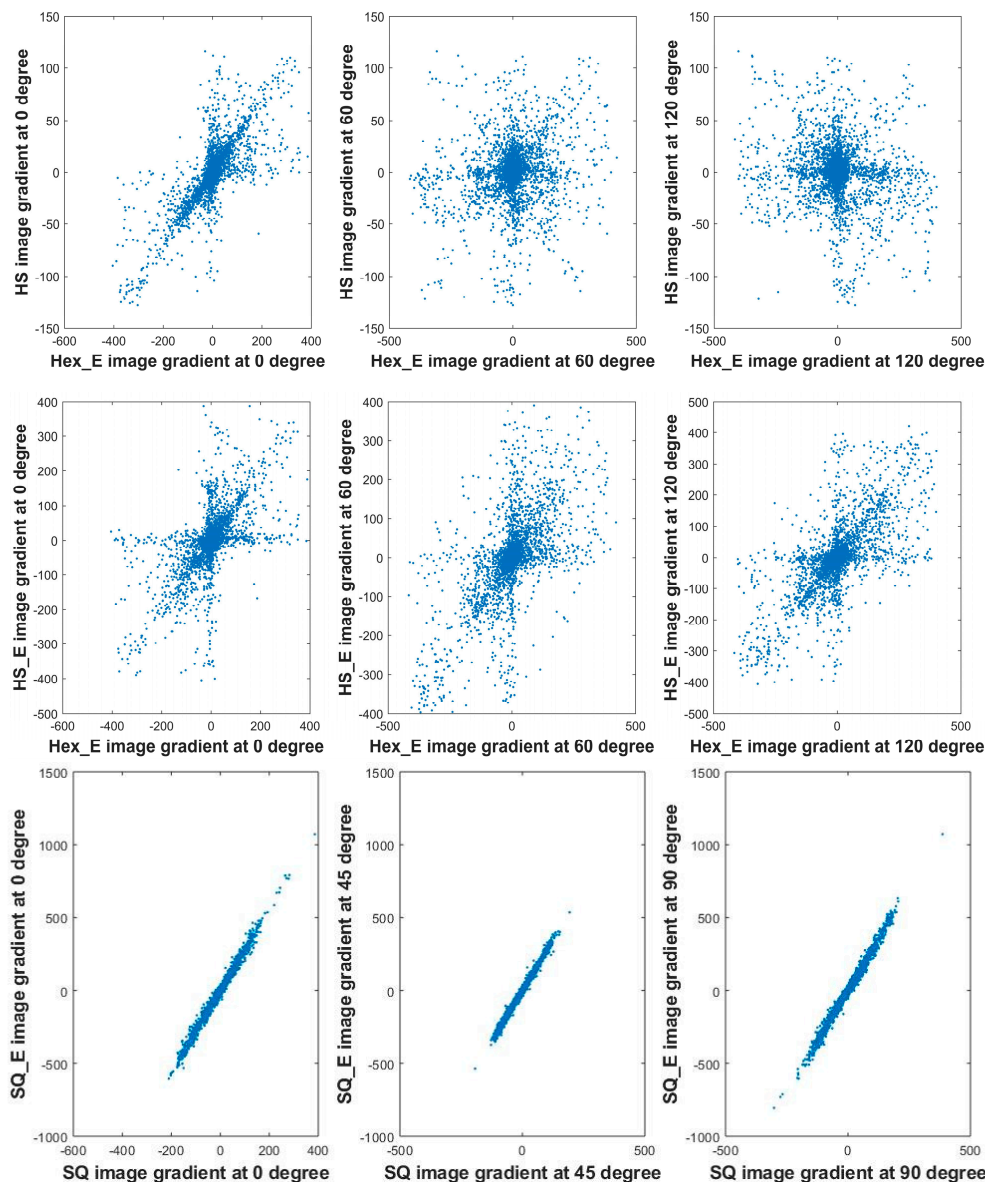 HS image gradient at 0 degree
150
100
50
0
-50
-100
-150
-600 -400 -200 0 200 400
Hex_E image gradient at 0 degree
HS image gradient at 60 degree
150
100
50
0
-50
-100
-150
-500 0 500
Hex_E image gradient at 60 degree
HS image gradient at 120 degree
150
100
50
0
-50
-100
-150
-500 0 500
Hex_E image gradient at 120 degree
HS_E image gradient at 0 degree
400
300
200
100
0
-100
-200
-300
-400
-500
-600 -400 -200 0 200 400
Hex_E image gradient at 0 degree
HS_E image gradient at 60 degree
400
300
200
100
0
-100
-200
-300
-400
-500 0 500
Hex_E image gradient at 60 degree
HS_E image gradient at 120 degree
500
400
300
200
100
0
-100
-200
-300
-400
-500
-500 0 500
Hex_E image gradient at 120 degree
SQ_E image gradient at 0 degree
1500
1000
500
0
-500
-1000
-600 -400 -200 0 200 400
SQ image gradient at 0 degree
SQ_E image gradient at 45 degree
1500
1000
500
0
-500
-1000
-500 0 500
SQ image gradient at 45 degree
SQ_E image gradient at 90 degree
1500
1000
500
0
-500
-1000
-500 0 500
SQ image gradient at 90 degree